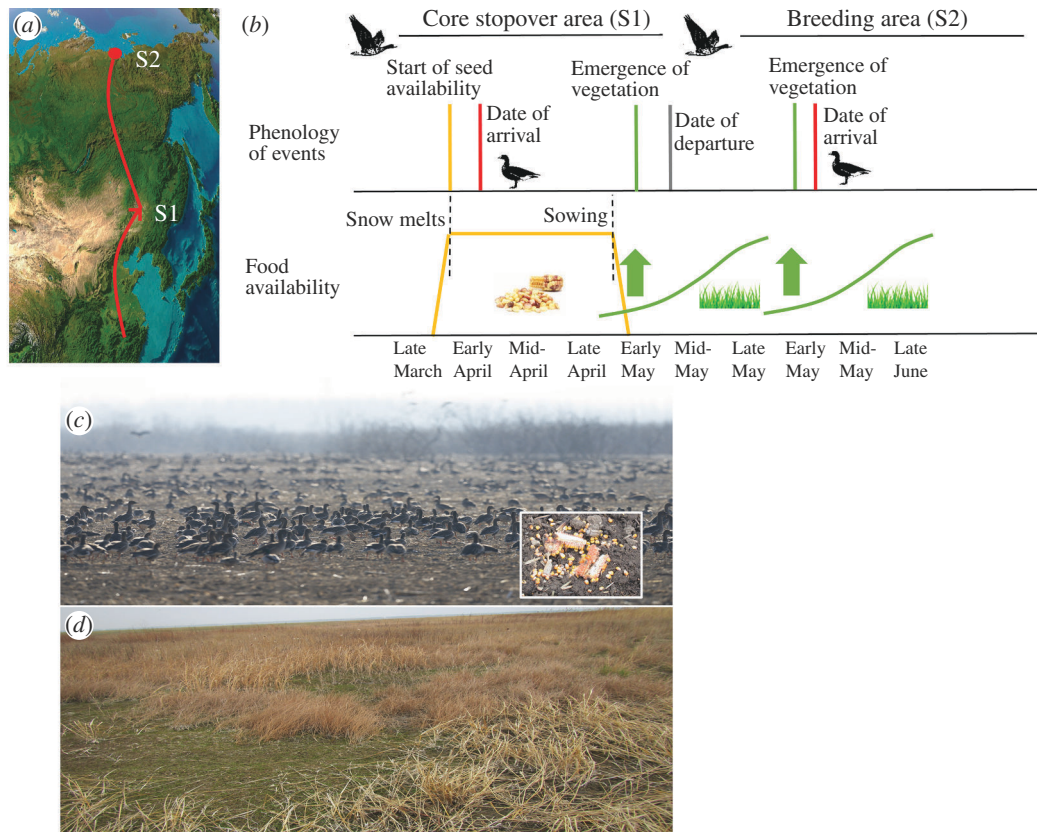 (a)
S2
S1
(b)
Core stopover area (S1)
Breeding area (S2)
Start of seed
availability
Emergence of
vegetation
Emergence of
vegetation
Phenology
of events
Date of
arrival
Date of
departure
Date of
arrival
Snow melts
Sowing
Food
availability
Late
March
Early
April
Mid-
April
Late
April
Early
May
Mid-
May
Late
May
Early
May
Mid-
May
Late
June
(c)
(d)